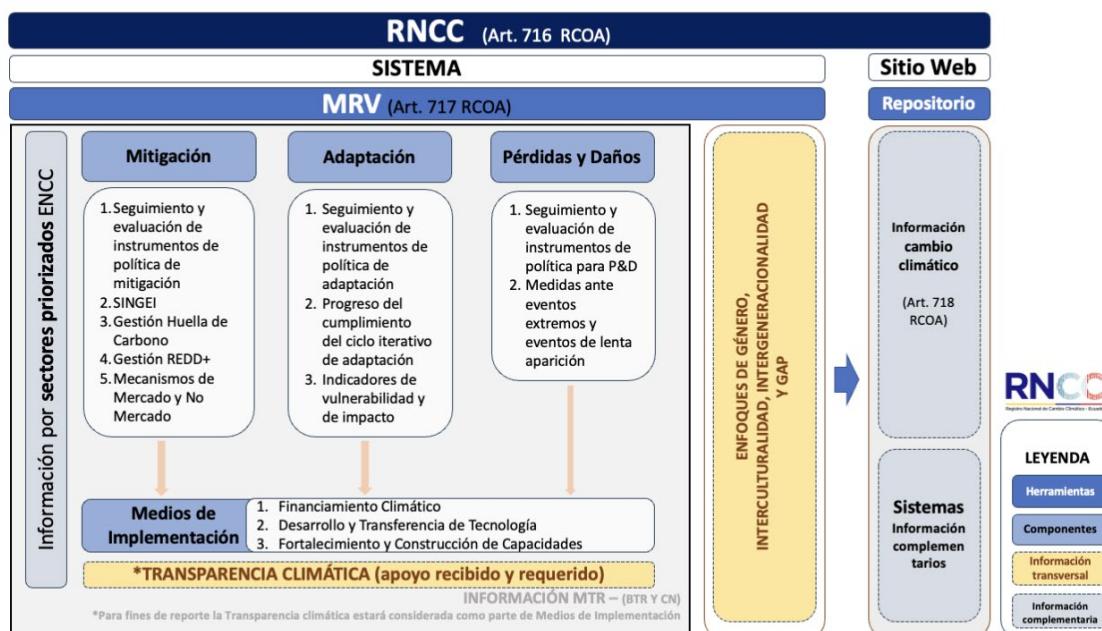 RNCC (Art. 716 RCOA)
SISTEMA
Sitio Web
MRV (Art. 717 RCOA)
Repositorio
Información por sectores priorizados ENCC
Mitigación
1. Seguimiento y
evaluación de
instrumentos de
política de
mitigación
2. SINGEI
3. Gestión Huella de
Carbono
4. Gestión REDD+
5. Mecanismos de
Mercado y No
Mercado
Adaptación
1. Seguimiento y
evaluación de
instrumentos de
política de
adaptación
2. Progreso del
cumplimiento
del ciclo iterativo
de adaptación
3. Indicadores de
vulnerabilidad y
de impacto
Pérdidas y Daños
1. Seguimiento y
evaluación de
instrumentos de
política para P&D
2. Medidas ante
eventos
extremos y
eventos de lenta
aparición
Medios de
Implementación
1. Financiamiento Climático
2. Desarrollo y Transferencia de Tecnología
3. Fortalecimiento y Construcción de Capacidades
*TRANSPARENCIA CLIMÁTICA (apoyo recibido y requerido)
INFORMACIÓN MTR – (BTR Y CN)
*Para fines de reporte la Transparencia climática estará considerada como parte de Medios de Implementación
ENFOQUES DE GÉNERO,
INTERCULTURALIDAD, INTERGENERACIONALIDAD
Y GAP
Información
cambio
climático
(Art. 718
RCOA)
Sistemas
Información
complemen
tarios
RNCC
Registro Nacional de Cambio Climático - Ecuador
LEYENDA
Herramientas
Componentes
Información
transversal
Información
complementaria